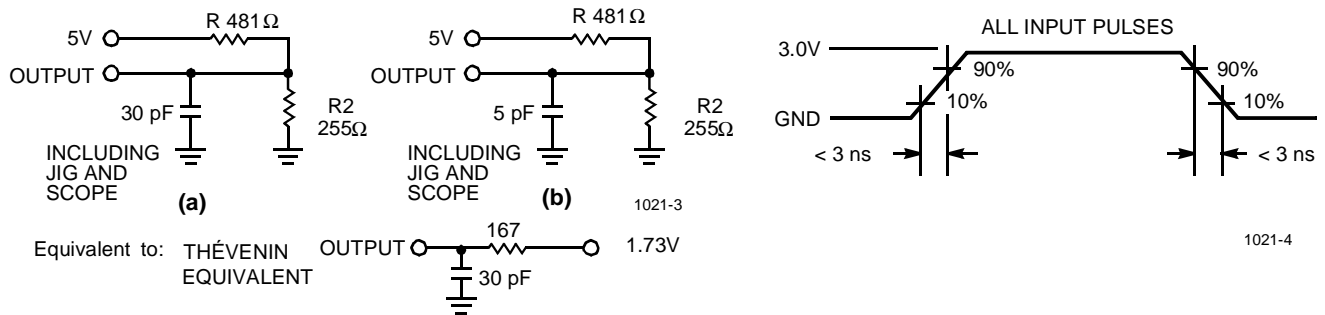 R 481Ω
5V
OUTPUT
30 pF
R2
255Ω
INCLUDING
JIG AND
SCOPE
(a)
R 481Ω
5V
OUTPUT
5 pF
R2
255Ω
INCLUDING
JIG AND
SCOPE
(b)
1021-3
Equivalent to: THÉVENIN
EQUIVALENT
OUTPUT
167
1.73V
30 pF
ALL INPUT PULSES
3.0V
90%
10%
GND
< 3 ns
90%
10%
< 3 ns
1021-4